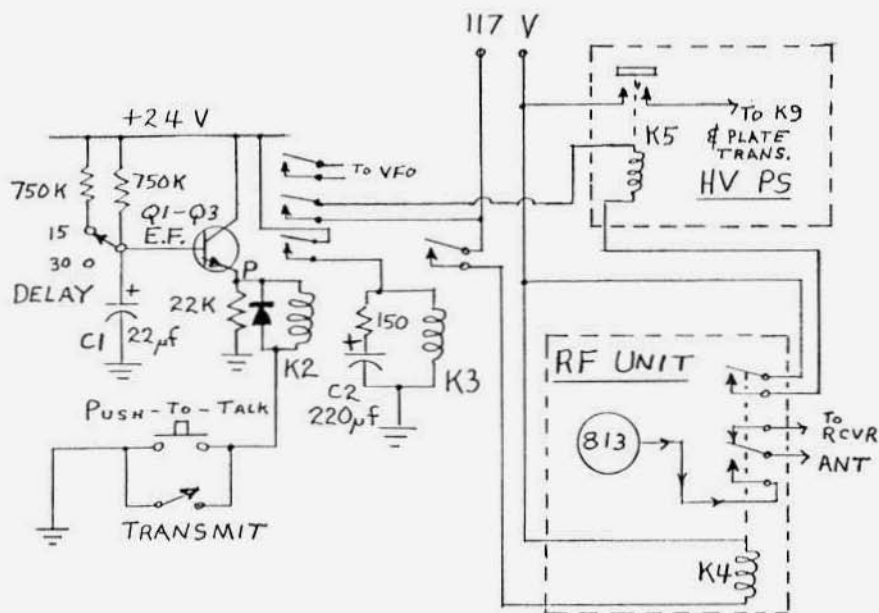 117 V
+24 V
TO VFO
K5
TO K9
& PLATE
TRANS.
HV PS
750K
750K
Q1-Q3
E.F.
15
30
DELAY
P
+
C1
22µf
22K
K2
+
150
C2
220µf
K3
RF UNIT
813
TO
RCVR
ANT
K4
PUSH-TO-TALK
TRANSMIT